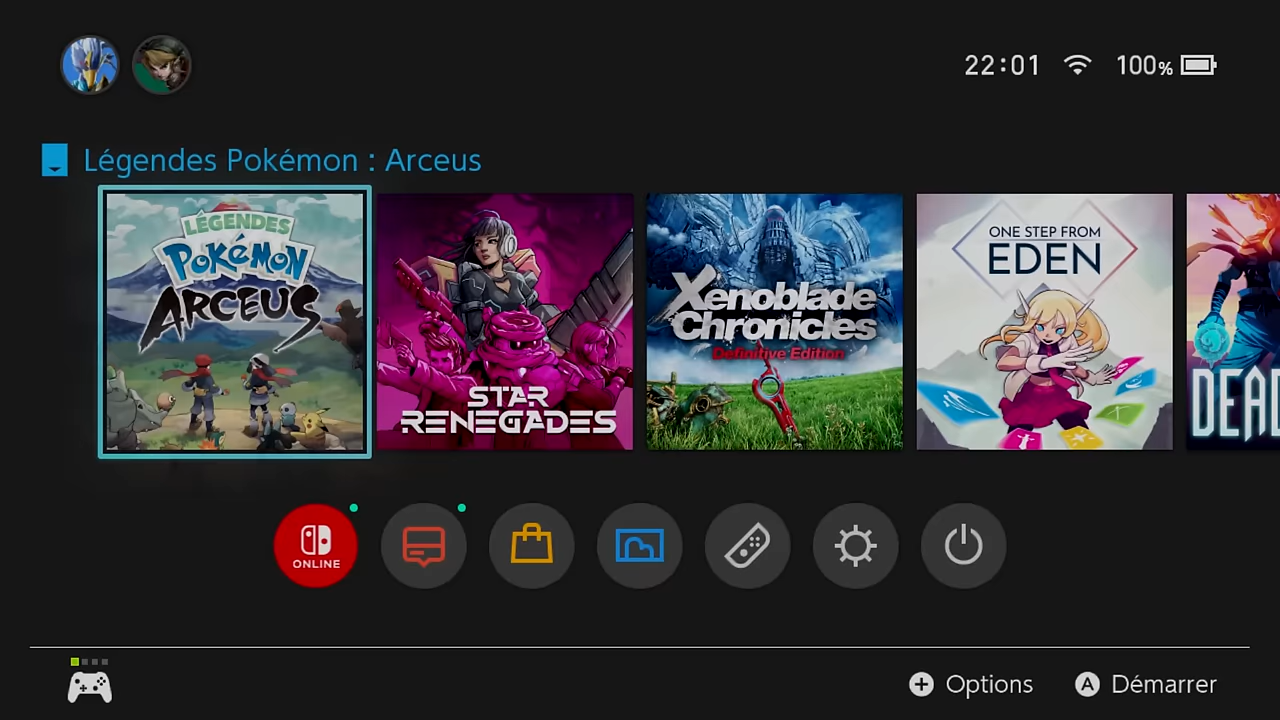 22:01 100%
Légendes Pokémon : Arceus
LÉGENDES
POKéMON
ARCEUS
STAR
RENEGADES
Xenoblade
Chronicles
Definitive Edition
ONE STEP FROM
EDEN
DEAD
ONLINE
+ Options A Démarrer